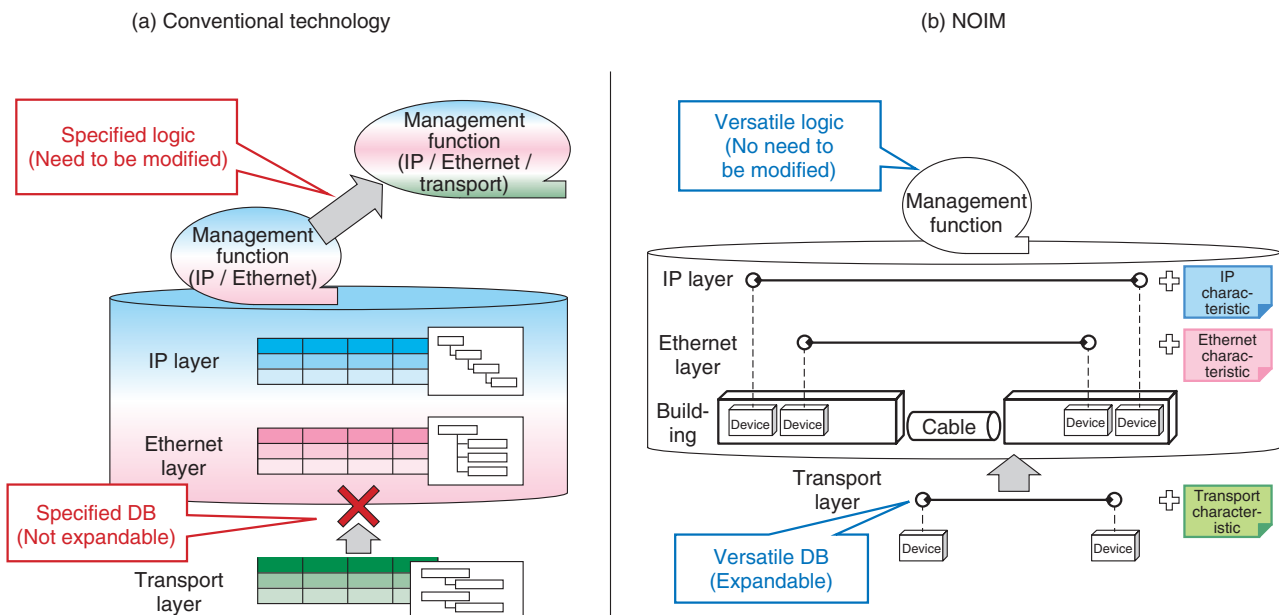 (a) Conventional technology
Specified logic
(Need to be modified)
Management
function
(IP / Ethernet /
transport)
Management
function
(IP / Ethernet)
IP layer
Ethernet
layer
Specified DB
(Not expandable)
Transport
layer
(b) NOIM
Versatile logic
(No need to
be modified)
Management
function
IP layer
IP
charac-
teristic
Ethernet
layer
Ethernet
charac-
teristic
Build-
ing
Device
Device
Cable
Device
Device
Transport
layer
Transport
character-
istic
Device
Device
Versatile DB
(Expandable)